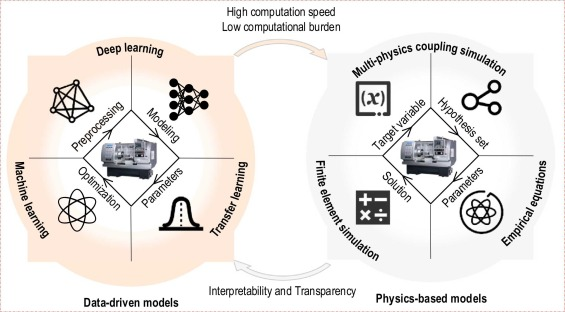 High computation speed
Low computational burden
Deep learning
Preprocessing
Modeling
Optimization
Parameters
Machine learning
Transfer learning
Data-driven models
Multi-physics coupling simulation
(x)
Target variable
Hypothesis set
Solution
Parameters
Finite element simulation
Empirical equations
Interpretability and Transparency
Physics-based models